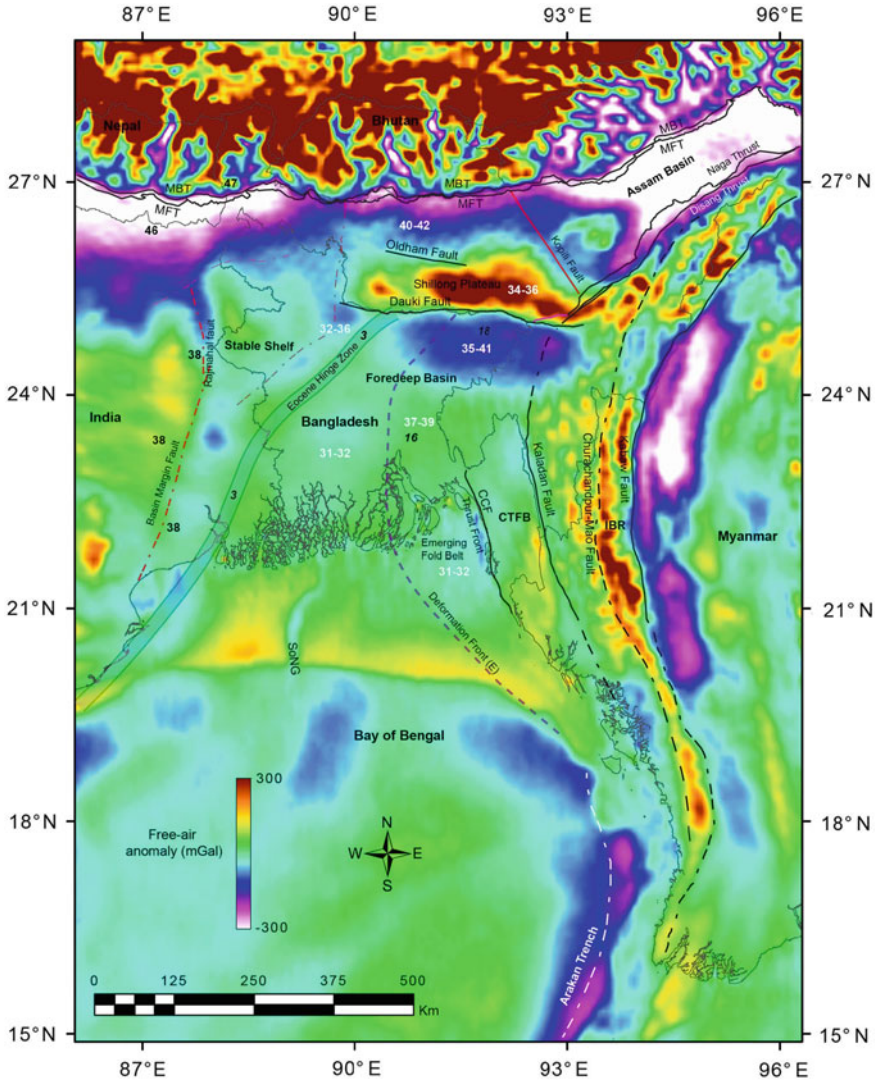 87°E 90°E 93°E 96°E
Nepal
Bhutan
MBT
MFT
Assam Basin
Naga Thrust
Disang Thrust
27°N
27°N
MBT
47
MBT
MFT
MFT
46
40-42
Oldham Fault
Kopili Fault
Shillong Plateau
34-36
Dauki Fault
32-36
3
18
35-41
38
Rajmahal fault
Stable Shelf
Eocene Hinge Zone
Foredeep Basin
24°N
24°N
India
Bangladesh
37-39
16
38
31-32
Basin Margin Fault
3
38
CCF
CTFB
Thrust Front
Kaladan Fault
Churachandpur-Mao Fault
Kabaw Fault
IBR
Myanmar
Emerging
Fold Belt
31-32
21°N
21°N
Deformation Front (E)
SoNG
Bay of Bengal
300
Free-air
anomaly (mGal)
-300
18°N
18°N
N
W E
S
Arakan Trench
0 125 250 375 500
Km
15°N
15°N
87°E 90°E 93°E 96°E